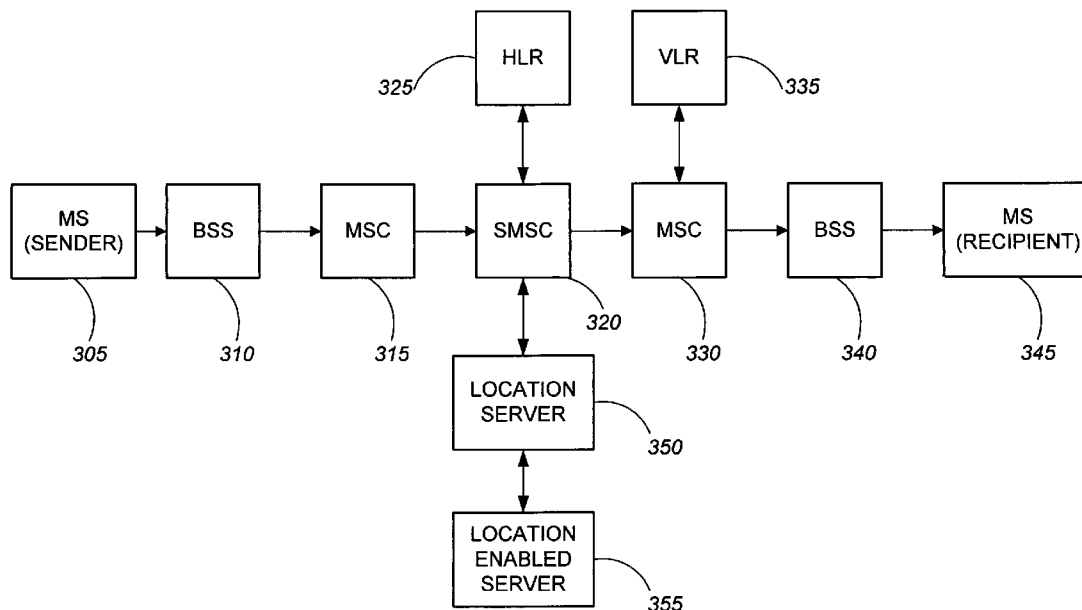 HLR
325
VLR
335
MS
(SENDER)
305
BSS
310
MSC
315
SMSC
320
MSC
330
BSS
340
MS
(RECIPIENT)
345
LOCATION
SERVER
350
LOCATION
ENABLED
SERVER
355